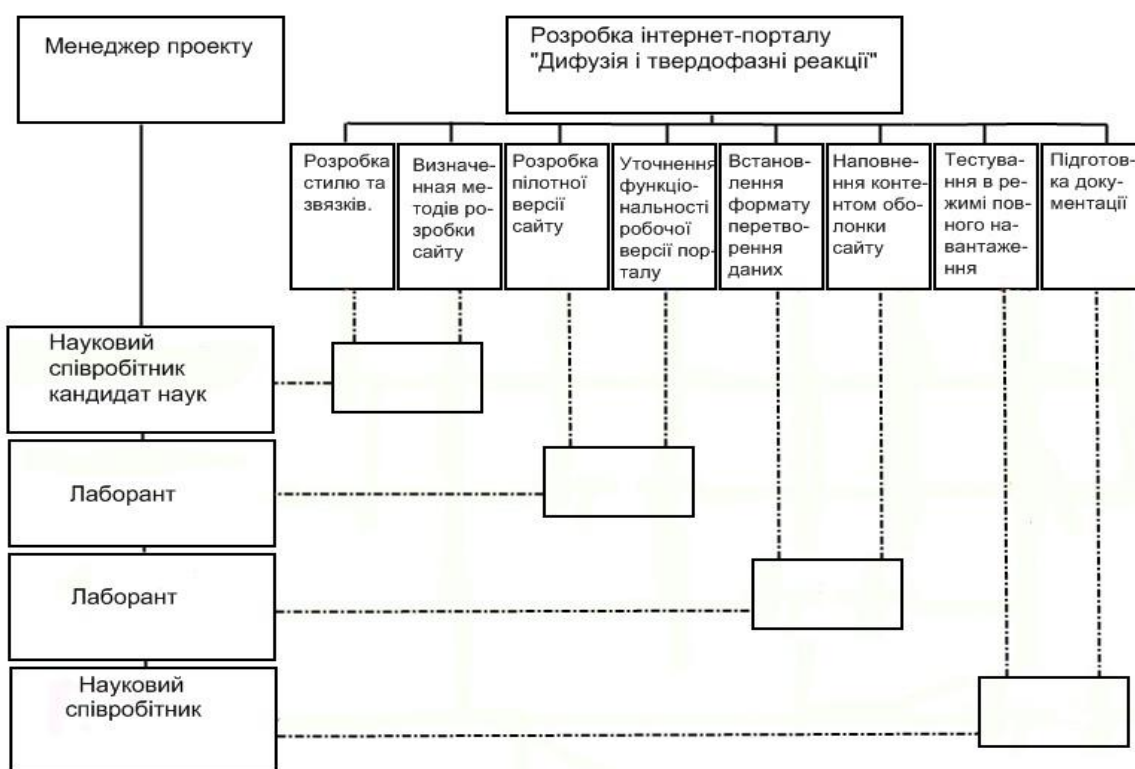 Менеджер проекту
Розробка інтернет-порталу
"Дифузія і твердофазні реакції"
Розробка
стилю та
звязків.
Визначе-
нная ме-
тодів ро-
зробки
сайту
Розробка
пілотної
версії
сайту
Уточнення
функціо-
нальності
робочої
версії пор-
талу
Встанов-
лення
формату
перетво-
рення
даних
Наповне-
ння конте-
нтом обо-
лонки
сайту
Тестува-
ння в ре-
жимі пов-
ного на-
вантаже-
ння
Підготов-
ка доку-
ментації
Науковий
співробітник
кандидат наук
Лаборант
Лаборант
Науковий
співробітник